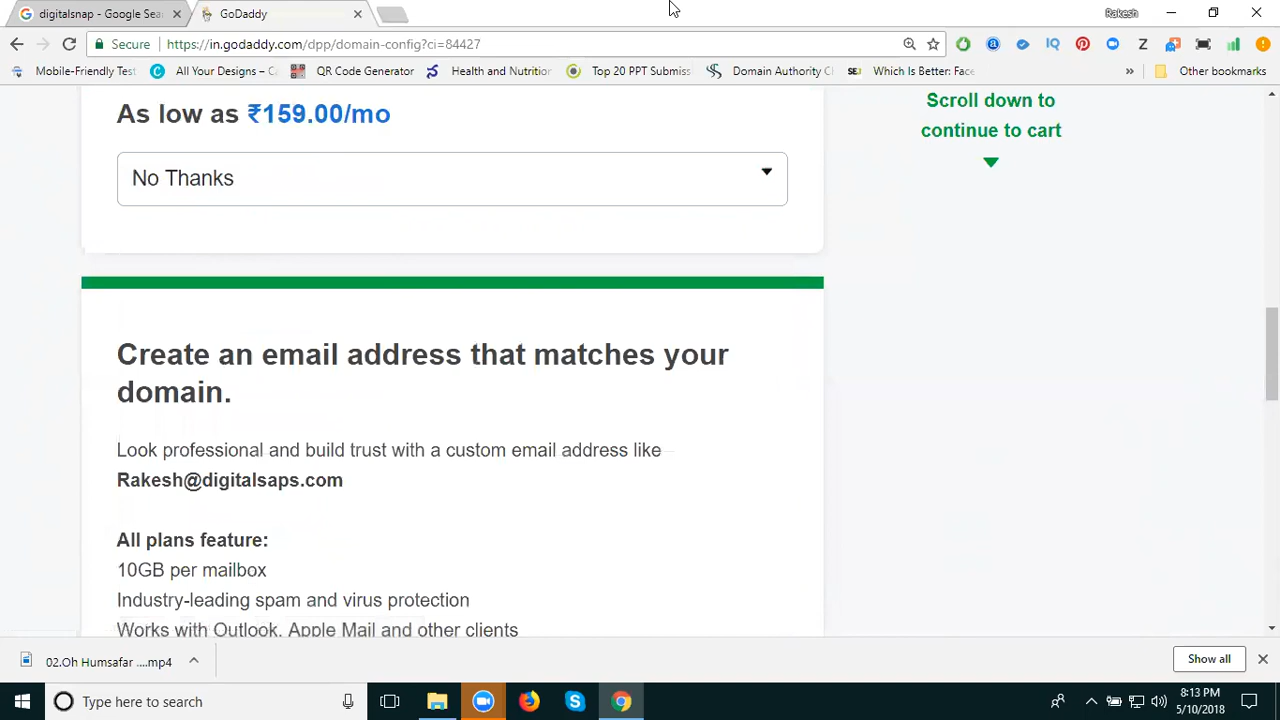 digitalsnap - Google Sea
GoDaddy
Rakesh
Secure
https://in.godaddy.com/dpp/domain-config?ci=84427
Mobile-Friendly Test
All Your Designs – C
QR Code Generator
Health and Nutrition
Top 20 PPT Submiss
Domain Authority Ch
Which Is Better: Face
»
Other bookmarks
As low as ₹159.00/mo
Scroll down to
continue to cart
No Thanks
Create an email address that matches your
domain.
Look professional and build trust with a custom email address like
Rakesh@digitalsaps.com
All plans feature:
10GB per mailbox
Industry-leading spam and virus protection
Works with Outlook, Apple Mail and other clients
02.Oh Humsafar ....mp4
Show all
Type here to search
8:13 PM
5/10/2018